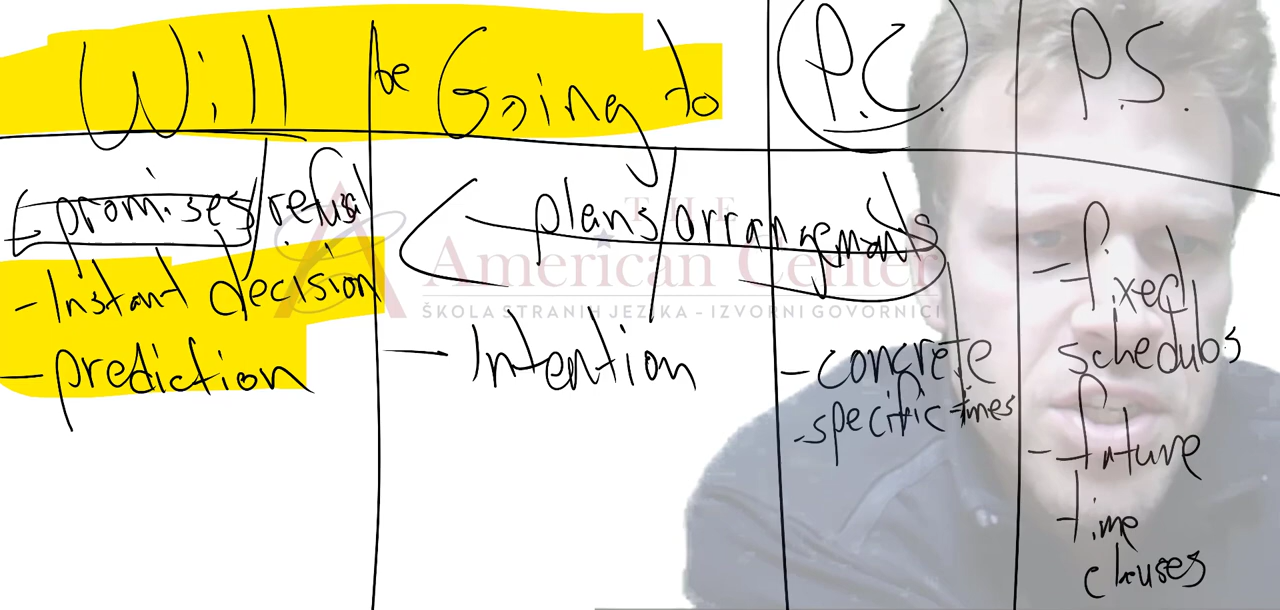 Will
be Going to
P.C.
P.S.
promises/refusal
- Instant decision
- prediction
plans/arrangements
- Intention
- concrete
- specific times
- fixed
schedules
- future
time
clauses
THE
American Center
ŠKOLA STRANIH JEZIKA - IZVORNI GOVORNICI